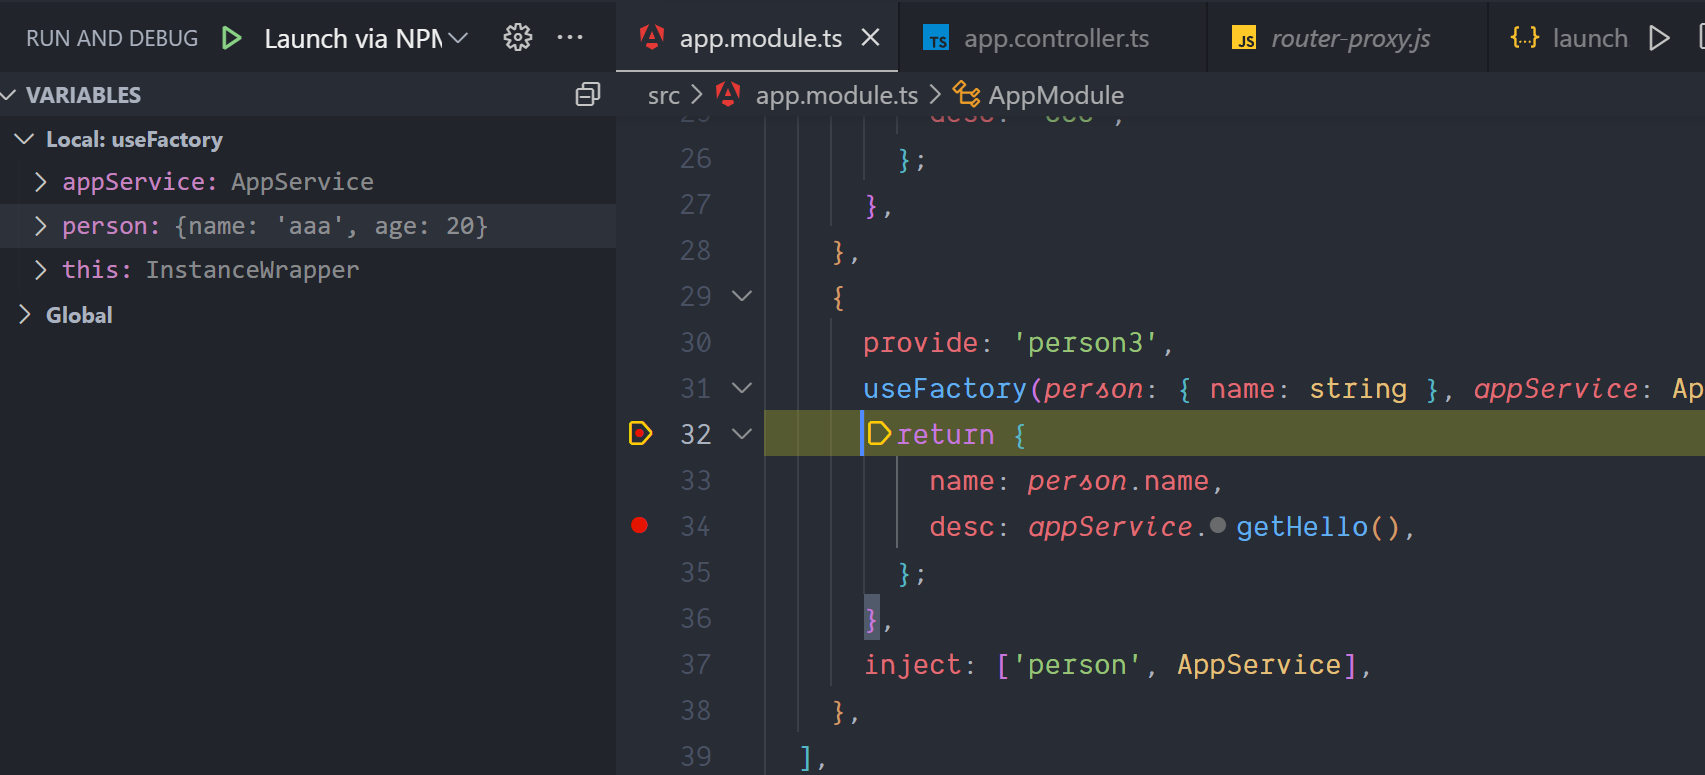 RUN AND DEBUG Launch via NPM
app.module.ts
TS app.controller.ts
JS router-proxy.js
{..} launch
VARIABLES
src > app.module.ts > AppModule
Local: useFactory
appService: AppService
person: {name: 'aaa', age: 20}
this: InstanceWrapper
Global
26 };
27 },
28 },
29 {
30 provide: 'person3',
31 useFactory(person: { name: string }, appService: Ap
32 return {
33 name: person.name,
34 desc: appService.getHello(),
35 };
36 },
37 inject: ['person', AppService],
38 },
39 ],